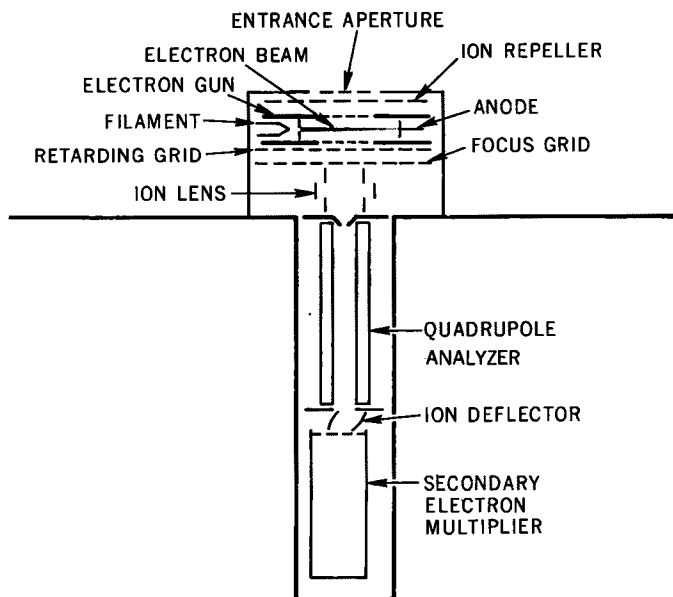 ENTRANCE APERTURE
ELECTRON BEAM
ION REPELLER
ELECTRON GUN
FILAMENT
ANODE
RETARDING GRID
FOCUS GRID
ION LENS
QUADRUPOLE
ANALYZER
ION DEFLECTOR
SECONDARY
ELECTRON
MULTIPLIER